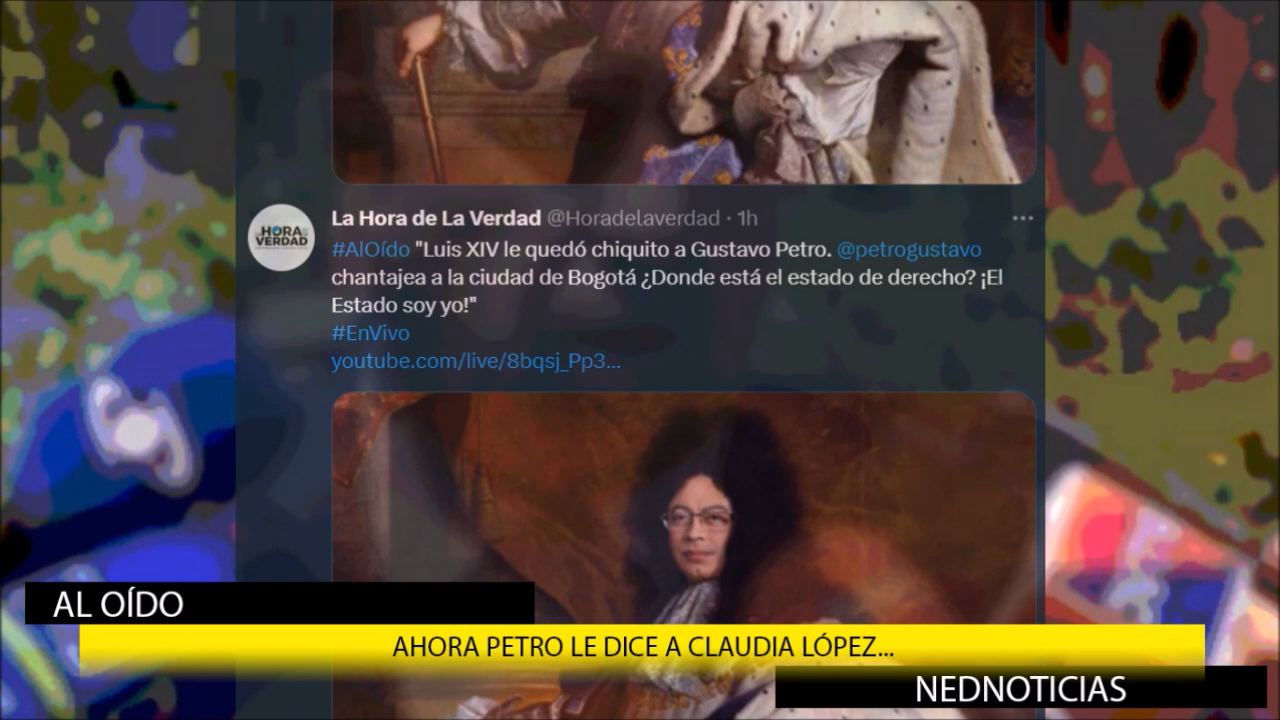 La Hora de La Verdad @Horadelaverdad · 1h
LA HORA DE LA
VERDAD
#AlOído "Luis XIV le quedó chiquito a Gustavo Petro. @petrogustavo
chantajea a la ciudad de Bogotá ¿Donde está el estado de derecho? ¡El
Estado soy yo!"
#EnVivo
youtube.com/live/8bqsj_Pp3...
AL OÍDO
AHORA PETRO LE DICE A CLAUDIA LÓPEZ...
NEDNOTICIAS